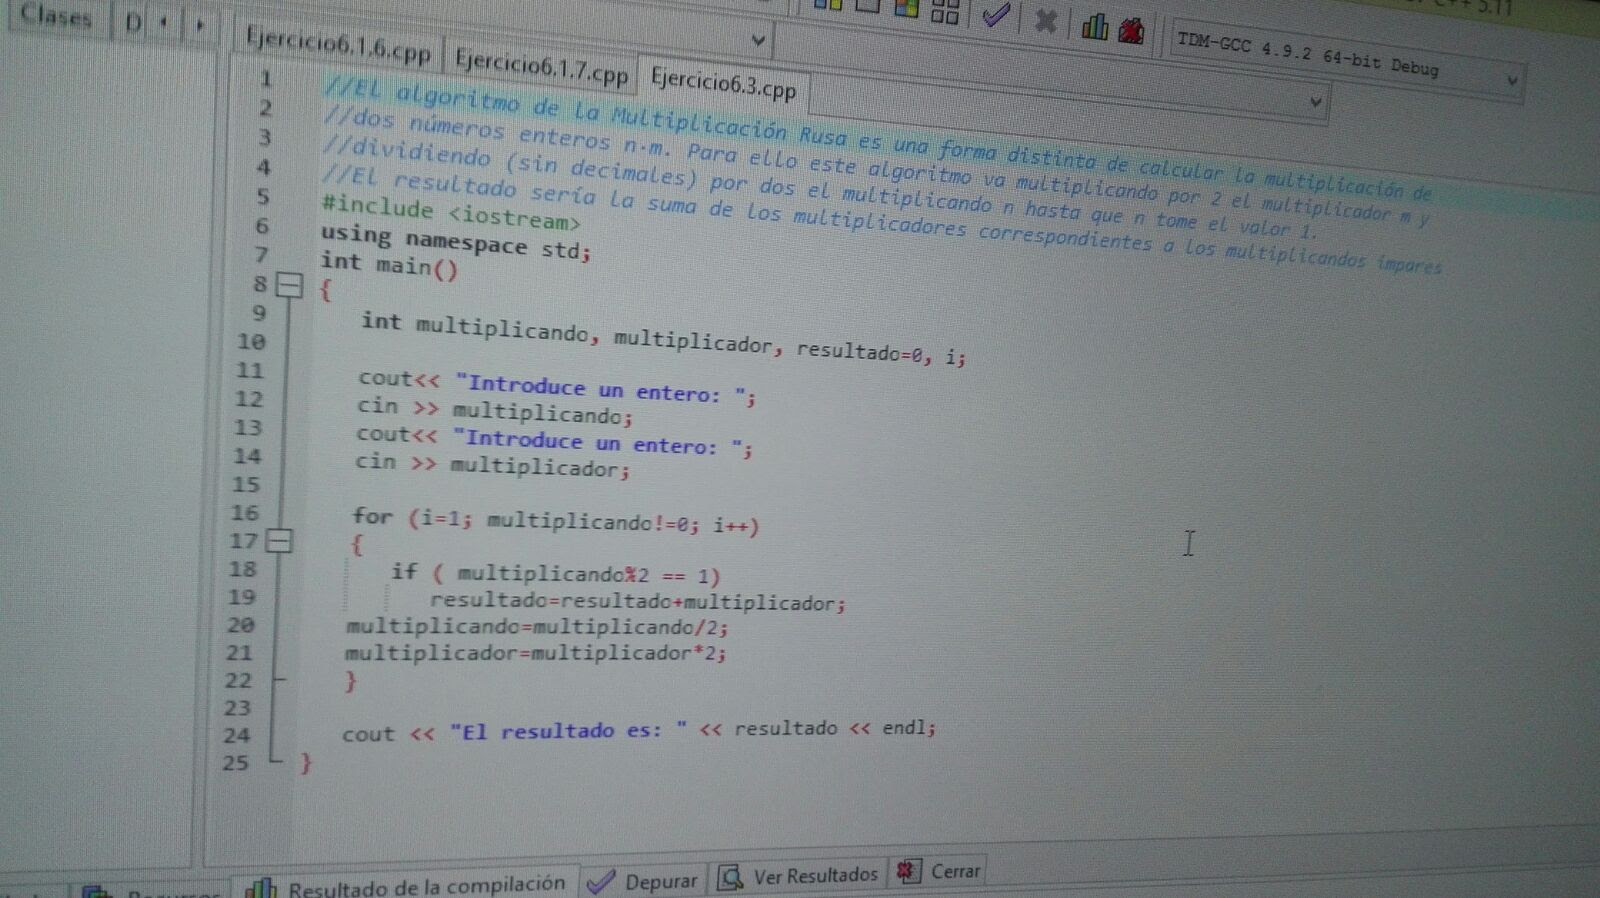 C++ 5.11
Clases D
TDM-GCC 4.9.2 64-bit Debug
Ejercicio6.1.6.cpp Ejercicio6.1.7.cpp Ejercicio6.3.cpp
1 //El algoritmo de la Multiplicación Rusa es una forma distinta de calcular la multiplicación de
2 //dos números enteros n·m. Para ello este algoritmo va multiplicando por 2 el multiplicador m y
3 //dividiendo (sin decimales) por dos el multiplicando n hasta que n tome el valor 1.
4 //El resultado sería la suma de los multiplicadores correspondientes a los multiplicandos impares
5 #include <iostream>
6 using namespace std;
7 int main()
8 {
9 int multiplicando, multiplicador, resultado=0, i;
10
11 cout<< "Introduce un entero: ";
12 cin >> multiplicando;
13 cout<< "Introduce un entero: ";
14 cin >> multiplicador;
15
16 for (i=1; multiplicando!=0; i++)
17 {
18 if ( multiplicando%2 == 1)
19 resultado=resultado+multiplicador;
20 multiplicando=multiplicando/2;
21 multiplicador=multiplicador*2;
22 }
23
24 cout << "El resultado es: " << resultado << endl;
25 }
Resultado de la compilación Depurar Ver Resultados Cerrar